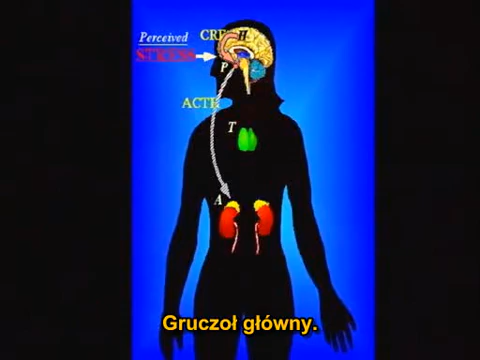 Perceived
STRESS
CRF
H
P
ACTH
T
A
Gruczoł główny.